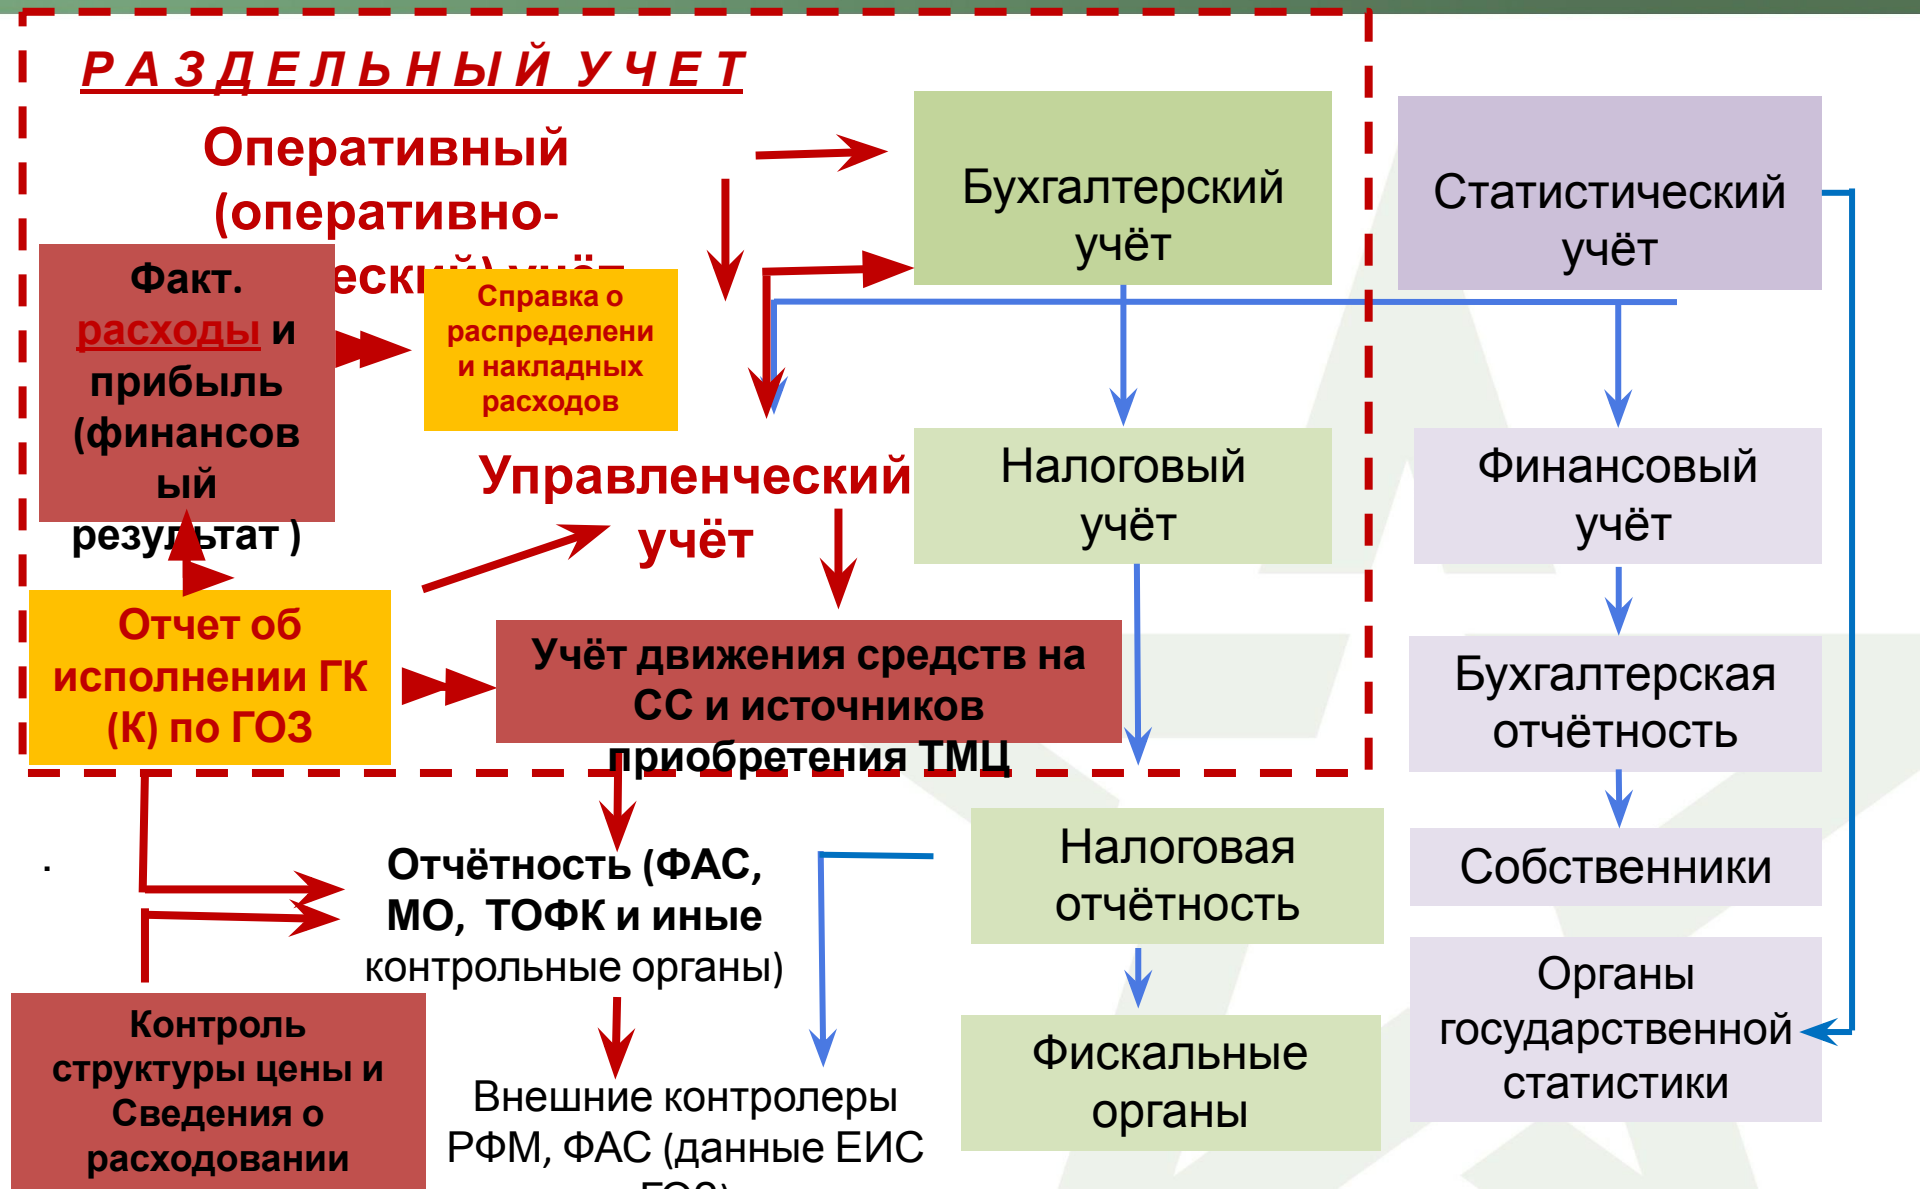 РАЗДЕЛЬНЫЙ УЧЕТ
Оперативный
(оперативно-
учёт
Бухгалтерский
учёт
Статистический
учёт
Факт.
расходы и
прибыль
(финансов
ый
результат )
Справка о
распределени
и накладных
расходов
Управленческий
учёт
Налоговый
учёт
Финансовый
учёт
Отчет об
исполнении ГК
(К) по ГОЗ
Учёт движения средств на
СС и источников
приобретения ТМЦ
Бухгалтерская
отчётность
.
Отчётность (ФАС,
МО, ТОФК и иные
контрольные органы)
Налоговая
отчётность
Собственники
Контроль
структуры цены и
Сведения о
расходовании
Внешние контролеры
РФМ, ФАС (данные ЕИС
ГОЗ)
Фискальные
органы
Органы
государственной
статистики